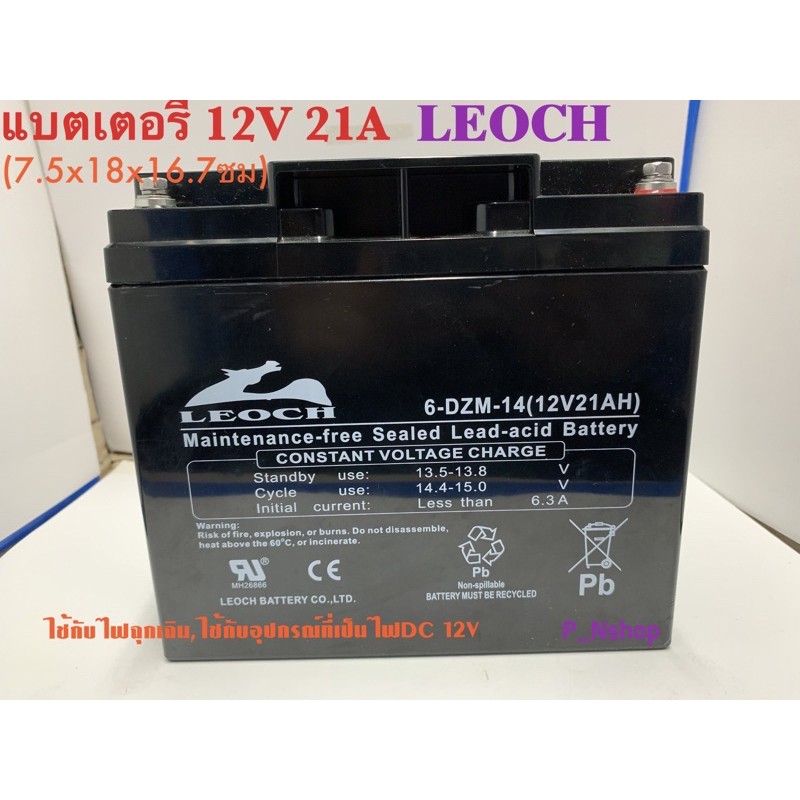 แบตเตอรี่ 12V 21A LEOCH
(7.5x18x16.7ซม)
LEOCH
6-DZM-14(12V21AH)
Maintenance-free Sealed Lead-acid Battery
CONSTANT VOLTAGE CHARGE
Standby use: 13.5-13.8 V
Cycle use: 14.4-15.0 V
Initial current: Less than 6.3A
Warning:
Risk of fire, explosion, or burns. Do not disassemble,
heat above the 60°C, or incinerate.
MH26866
CE
LEOCH BATTERY CO.,LTD.
Pb
Non-spillable
BATTERY MUST BE RECYCLED
Pb
ใช้กับไฟฉุกเฉิน,ใช้กับอุปกรณ์ที่เป็นไฟDC 12V
P_Nshop